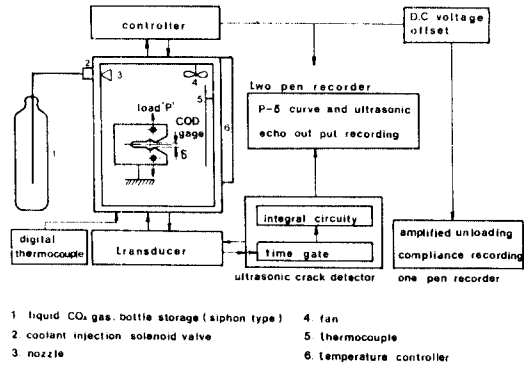 controller
D.C voltage
offset
2
3
4
two pen recorder
load 'P'
COD
gage
5
P-δ curve and ultrasonic
echo out put recording
6
δ
1
integral circuity
digital
thermocouple
transducer
time gate
amplified unloading
compliance recording
ultrasonic crack detector
one pen recorder
1 liquid CO₂ gas. bottle storage (siphon type)
4. fan
2. coolant injection solenoid valve
5 thermocouple
3. nozzle
6. temperature controller